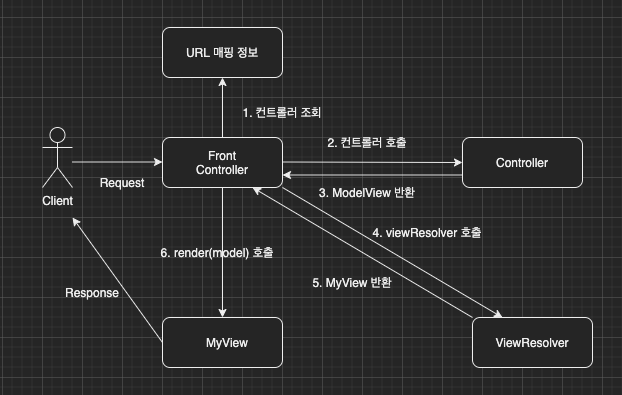 URL 매핑 정보
1. 컨트롤러 조회
2. 컨트롤러 호출
Front
Controller
Controller
Request
3. ModelView 반환
Client
4. viewResolver 호출
6. render(model) 호출
5. MyView 반환
Response
MyView
ViewResolver